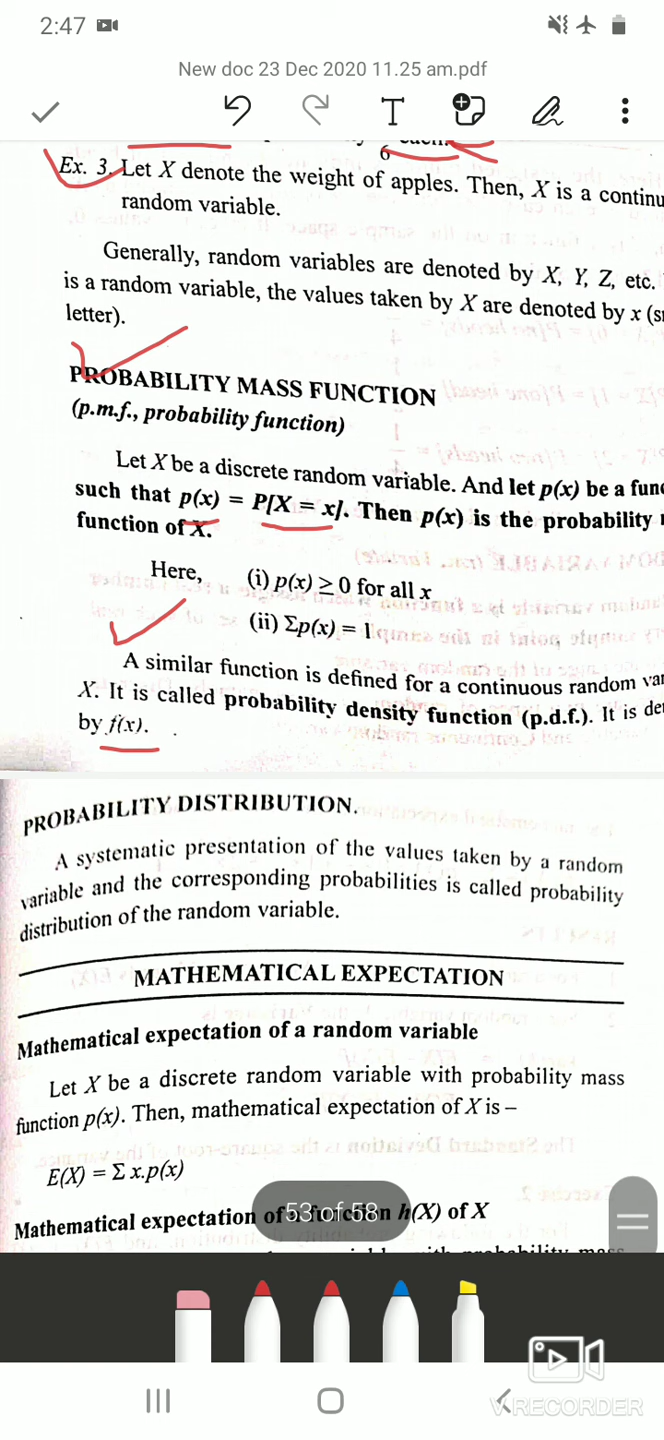 2:47
New doc 23 Dec 2020 11.25 am.pdf
T
6 each.
Ex. 3. Let X denote the weight of apples. Then, X is a continu
random variable.
Generally, random variables are denoted by X, Y, Z, etc.
is a random variable, the values taken by X are denoted by x (s
letter).
PROBABILITY MASS FUNCTION
(p.m.f., probability function)
Let X be a discrete random variable. And let p(x) be a func
such that p(x) = P[X = x]. Then p(x) is the probability
function of X.
Here, (i) p(x) ≥ 0 for all x
(ii) Σp(x) = 1
A similar function is defined for a continuous random var
X. It is called probability density function (p.d.f.). It is de
by f(x).
PROBABILITY DISTRIBUTION.
A systematic presentation of the values taken by a random
variable and the corresponding probabilities is called probability
distribution of the random variable.
MATHEMATICAL EXPECTATION
Mathematical expectation of a random variable
Let X be a discrete random variable with probability mass
function p(x). Then, mathematical expectation of X is –
E(X) = Σ x.p(x)
53 of 58
Mathematical expectation of a function h(X) of X
V RECORDER